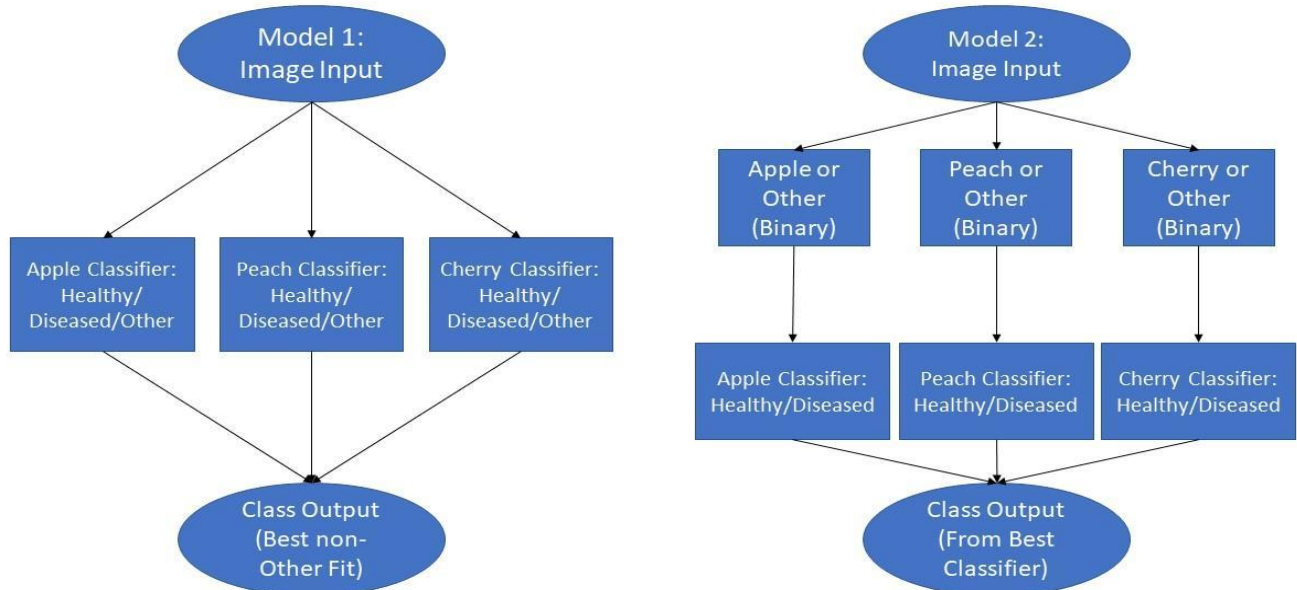 Model 1:
Image Input
Apple Classifier:
Healthy/
Diseased/Other
Peach Classifier:
Healthy/
Diseased/Other
Cherry Classifier:
Healthy/
Diseased/Other
Class Output
(Best non-
Other Fit)
Model 2:
Image Input
Apple or
Other
(Binary)
Peach or
Other
(Binary)
Cherry or
Other
(Binary)
Apple Classifier:
Healthy/Diseased
Peach Classifier:
Healthy/Diseased
Cherry Classifier:
Healthy/Diseased
Class Output
(From Best
Classifier)